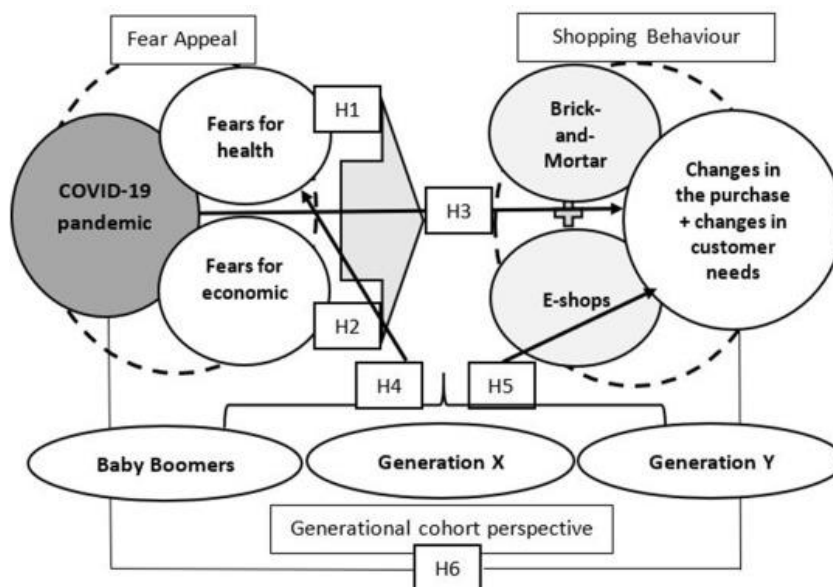 Fear Appeal
Shopping Behaviour
Fears for
health
H1
Brick-
and-
Mortar
COVID-19
pandemic
H3
Changes in
the purchase
+ changes in
customer
needs
Fears for
economic
H2
E-shops
H4
H5
Baby Boomers
Generation X
Generation Y
Generational cohort perspective
H6